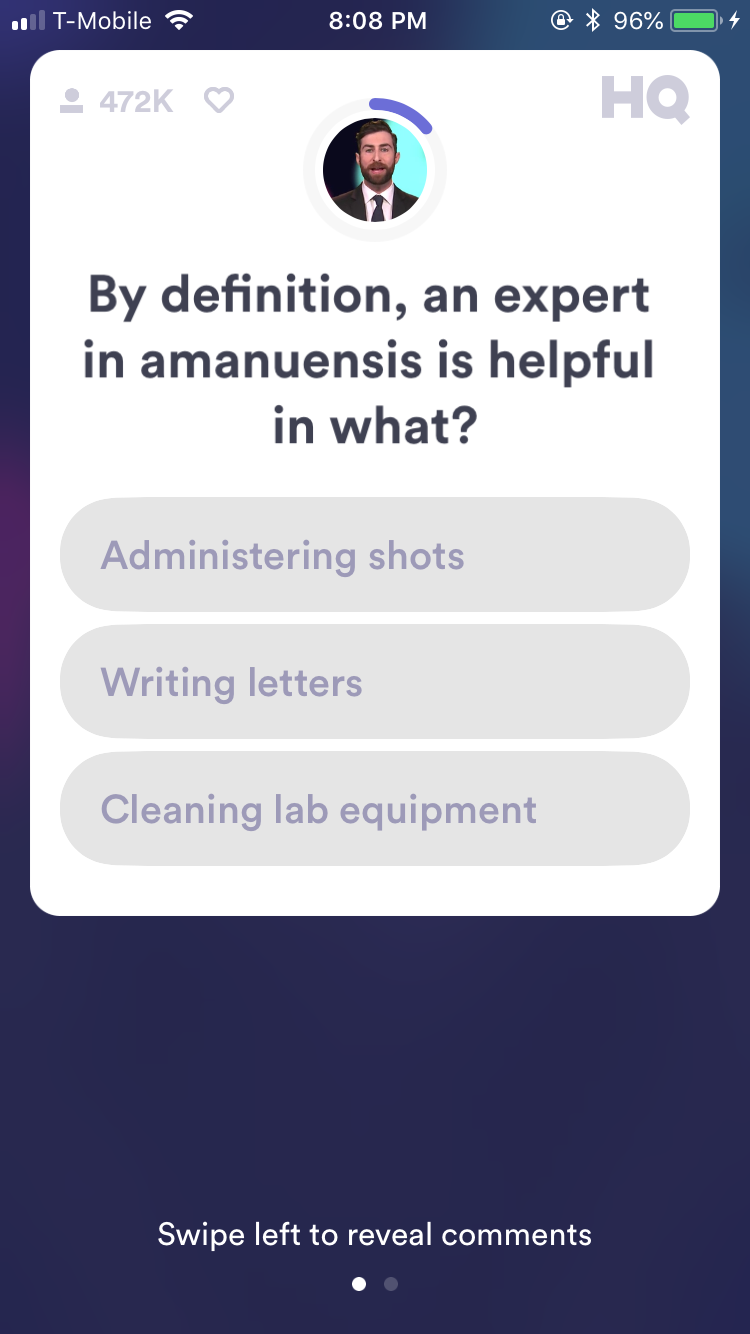 T-Mobile 8:08 PM 96%
472K HQ
By definition, an expert
in amanuensis is helpful
in what?
Administering shots
Writing letters
Cleaning lab equipment
Swipe left to reveal comments